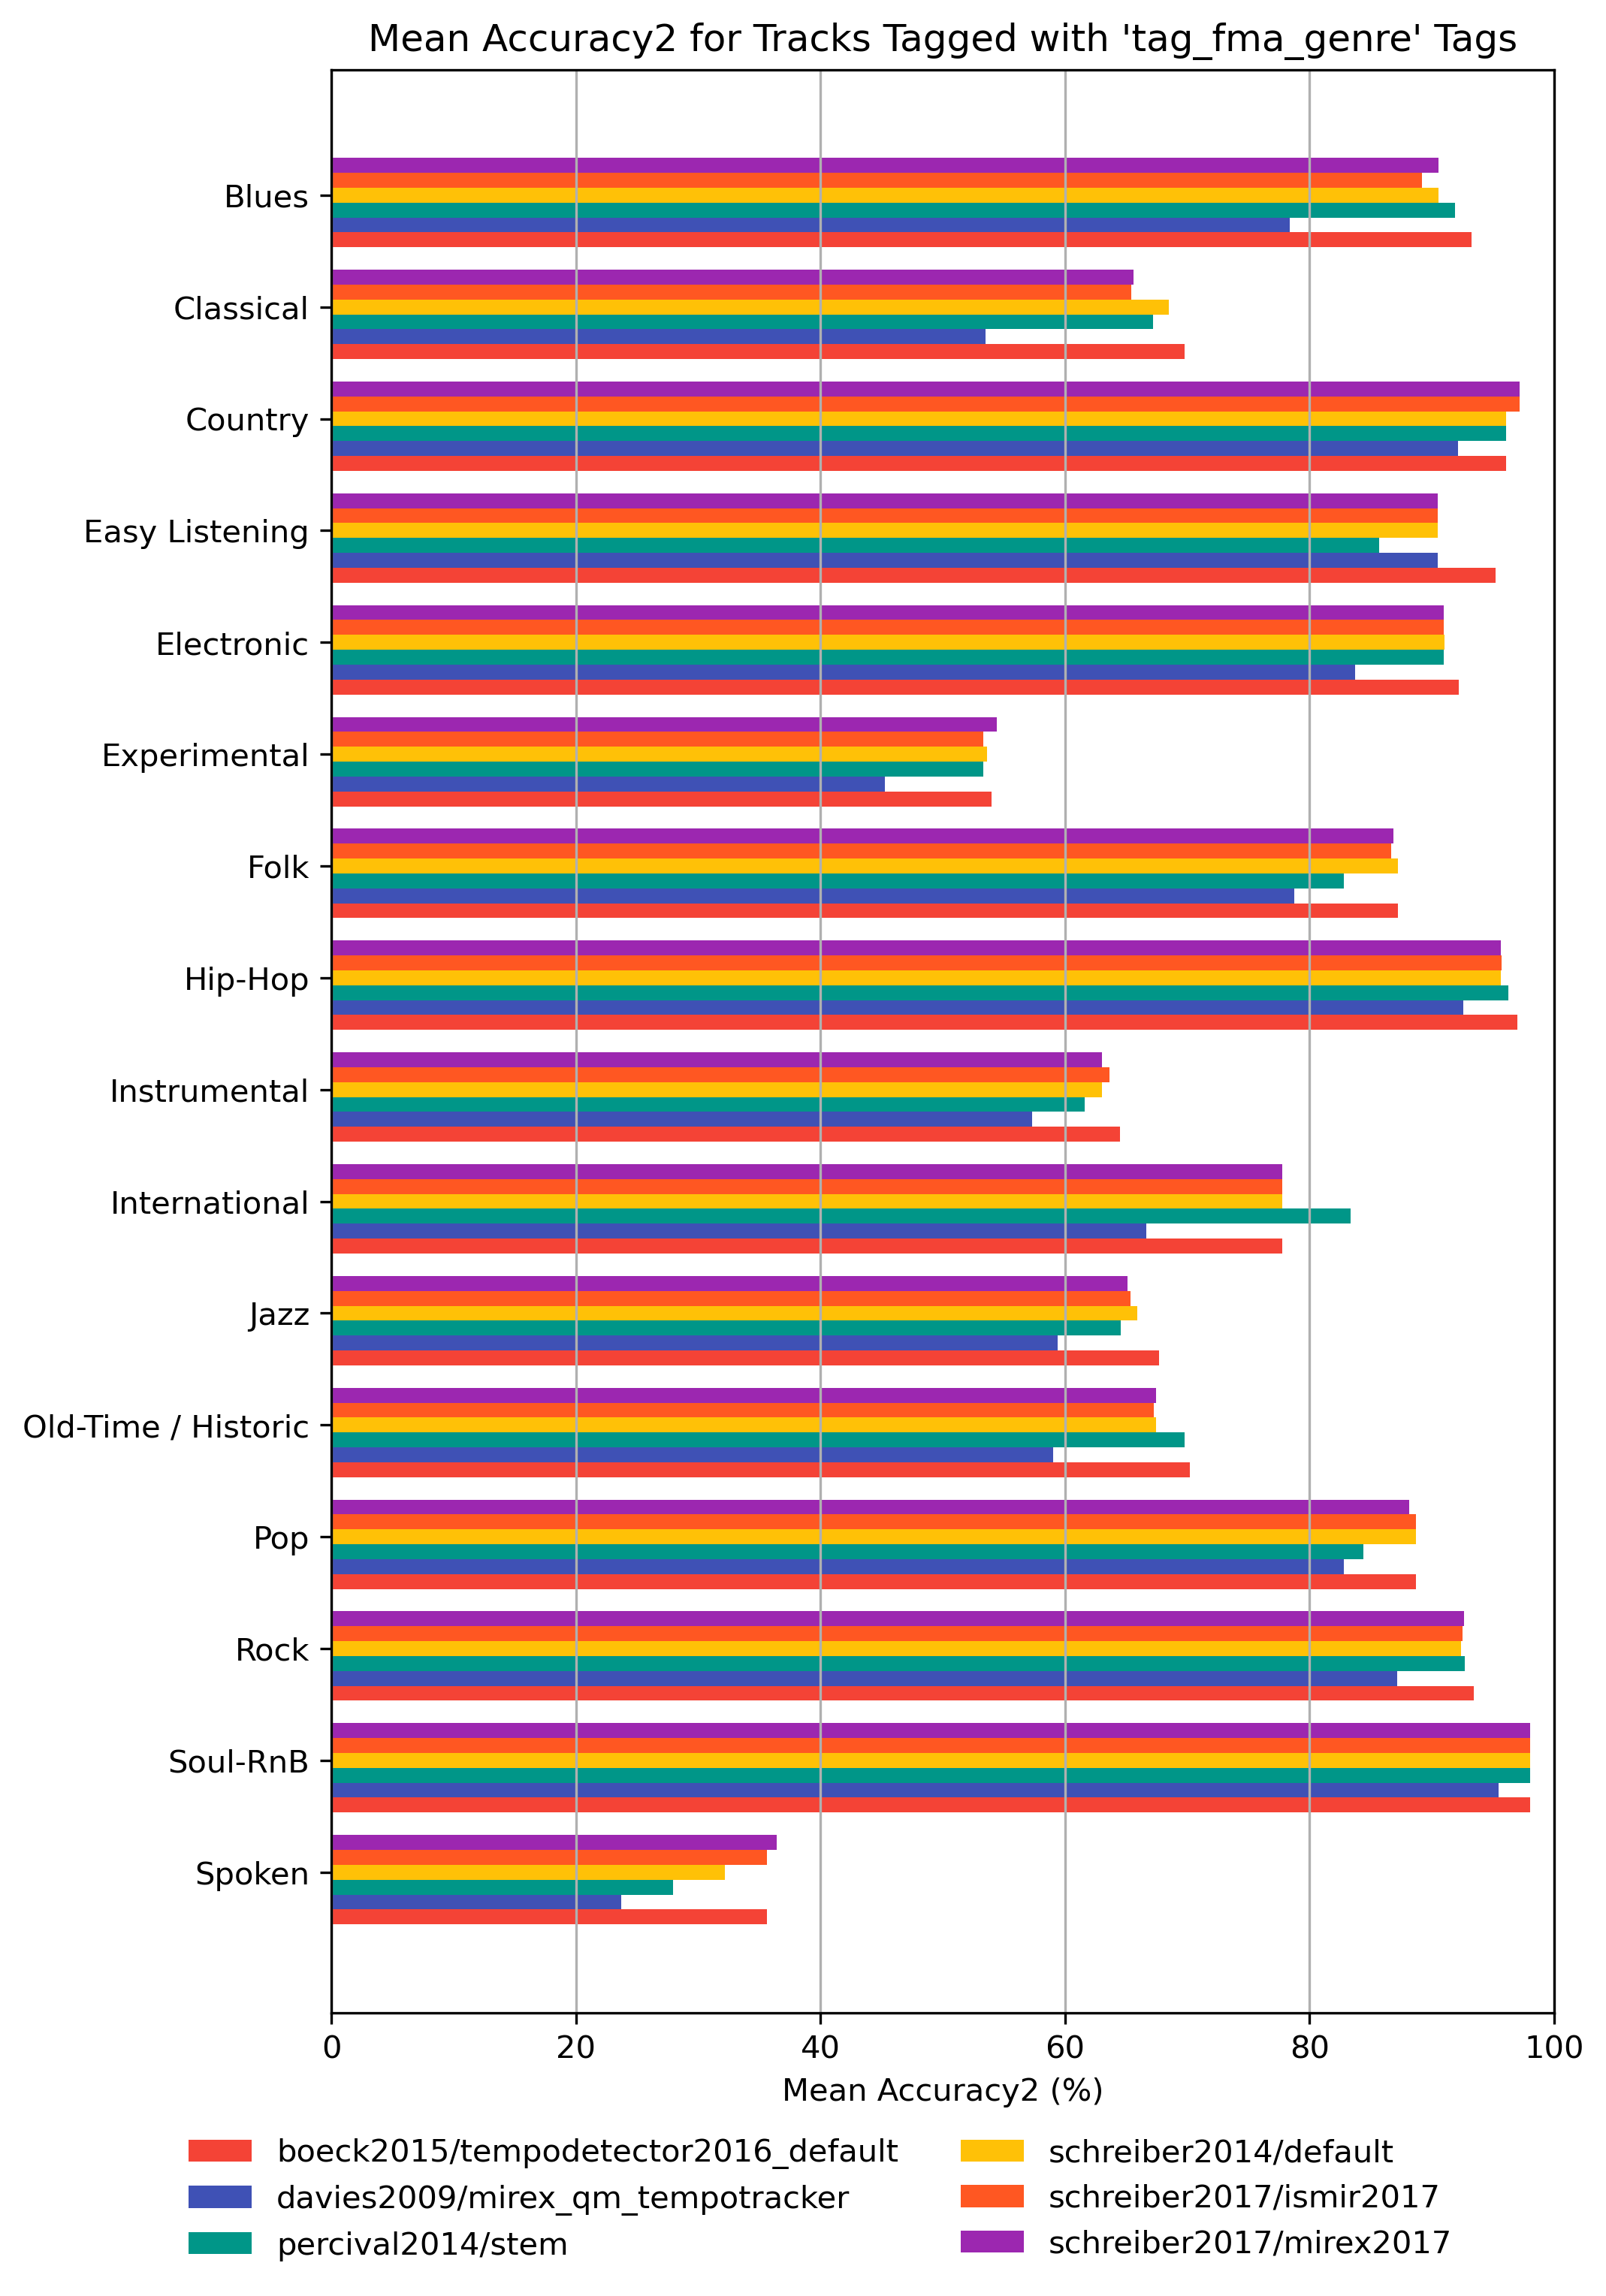 Mean Accuracy2 for Tracks Tagged with 'tag_fma_genre' Tags
Blues
Classical
Country
Easy Listening
Electronic
Experimental
Folk
Hip-Hop
Instrumental
International
Jazz
Old-Time / Historic
Pop
Rock
Soul-RnB
Spoken
0 20 40 60 80 100
Mean Accuracy2 (%)
boeck2015/tempodetector2016_default
davies2009/mirex_qm_tempotracker
percival2014/stem
schreiber2014/default
schreiber2017/ismir2017
schreiber2017/mirex2017